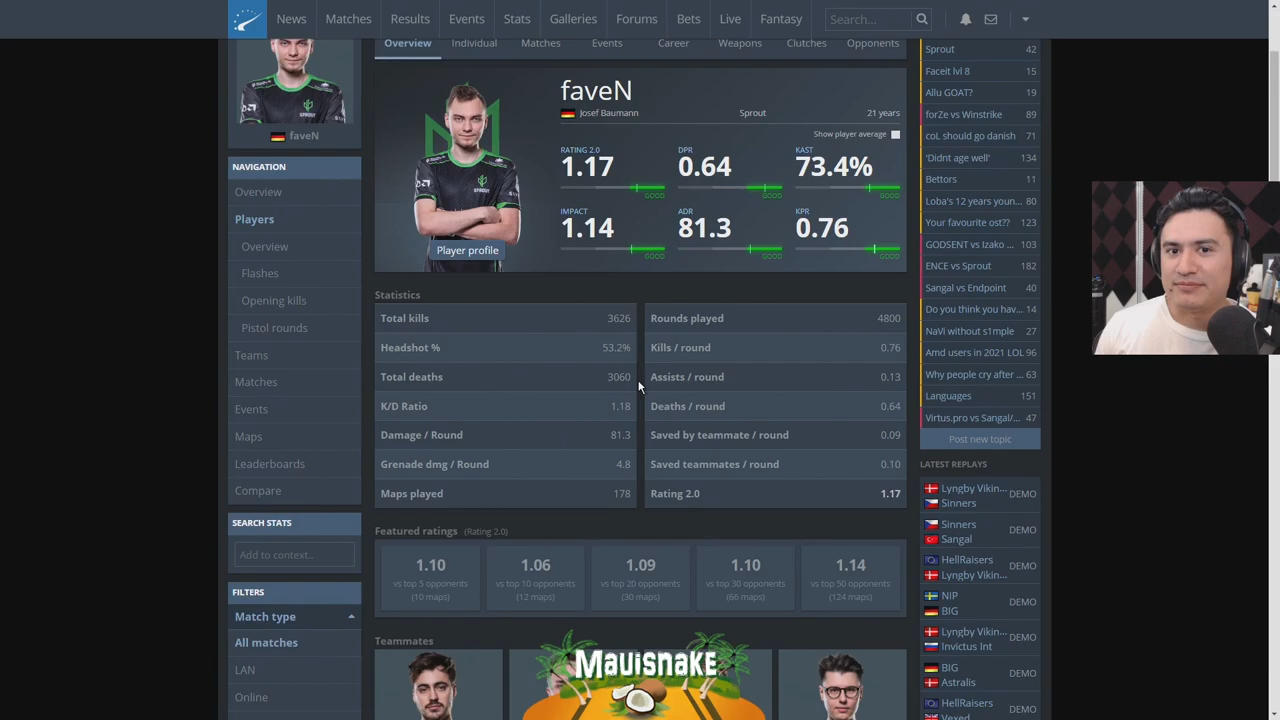 News
Matches
Results
Events
Stats
Galleries
Forums
Bets
Live
Fantasy
Search...
faveN
NAVIGATION
Overview
Players
Overview
Flashes
Opening kills
Pistol rounds
Teams
Matches
Events
Maps
Leaderboards
Compare
SEARCH STATS
Add to context..
FILTERS
Match type
All matches
LAN
Online
Overview
Individual
Matches
Events
Career
Weapons
Clutches
Opponents
faveN
Josef Baumann
Sprout
21 years
Show player average
RATING 2.0
1.17
GOOD
DPR
0.64
GOOD
KAST
73.4%
GOOD
IMPACT
1.14
GOOD
ADR
81.3
GOOD
KPR
0.76
GOOD
SPROUT
Player profile
Statistics
Total kills 3626
Headshot % 53.2%
Total deaths 3060
K/D Ratio 1.18
Damage / Round 81.3
Grenade dmg / Round 4.8
Maps played 178
Rounds played 4800
Kills / round 0.76
Assists / round 0.13
Deaths / round 0.64
Saved by teammate / round 0.09
Saved teammates / round 0.10
Rating 2.0 1.17
Featured ratings (Rating 2.0)
1.10
vs top 5 opponents
(10 maps)
1.06
vs top 10 opponents
(12 maps)
1.09
vs top 20 opponents
(30 maps)
1.10
vs top 30 opponents
(66 maps)
1.14
vs top 50 opponents
(124 maps)
Teammates
Mauisnake
Sprout 42
Faceit lvl 8 15
Allu GOAT? 19
forZe vs Winstrike 89
coL should go danish 71
'Didnt age well' 134
Bettors 11
Loba's 12 years youn... 80
Your favourite ost?? 123
GODSENT vs Izako ... 103
ENCE vs Sprout 182
Sangal vs Endpoint 40
Do you think you hav... 14
NaVi without s1mple 27
Amd users in 2021 LOL 96
Why people cry after ... 63
Languages 151
Virtus.pro vs Sangal/... 47
Post new topic
LATEST REPLAYS
Lyngby Vikin...
Sinners
DEMO
Sinners
Sangal
DEMO
HellRaisers
Lyngby Vikin...
DEMO
NIP
BIG
DEMO
Lyngby Vikin...
Invictus Int
DEMO
BIG
Astralis
DEMO
HellRaisers
Vexed
DEMO